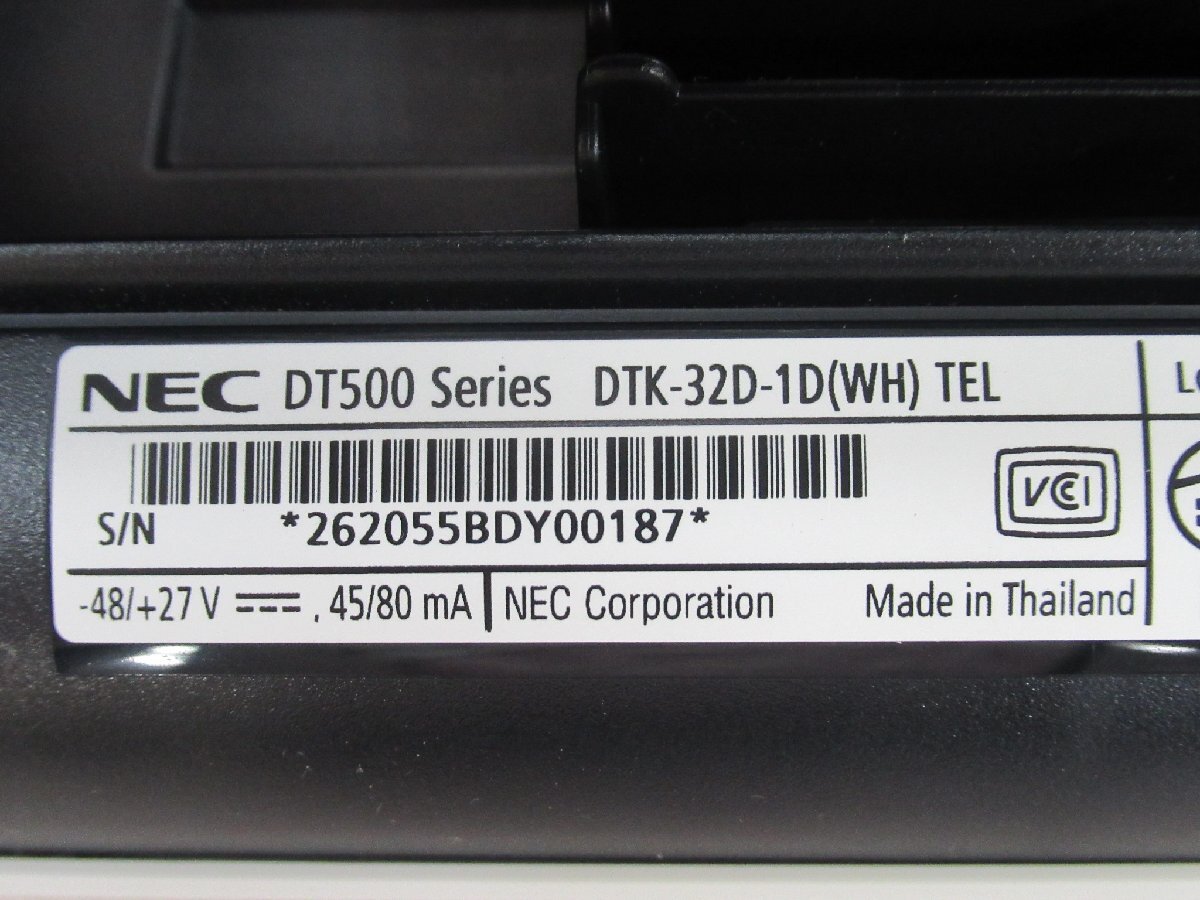 NEC DT500 Series DTK-32D-1D(WH) TEL
VCCI
S/N *262055BDY00187*
-48/+27 V ⎓ , 45/80 mA NEC Corporation Made in Thailand